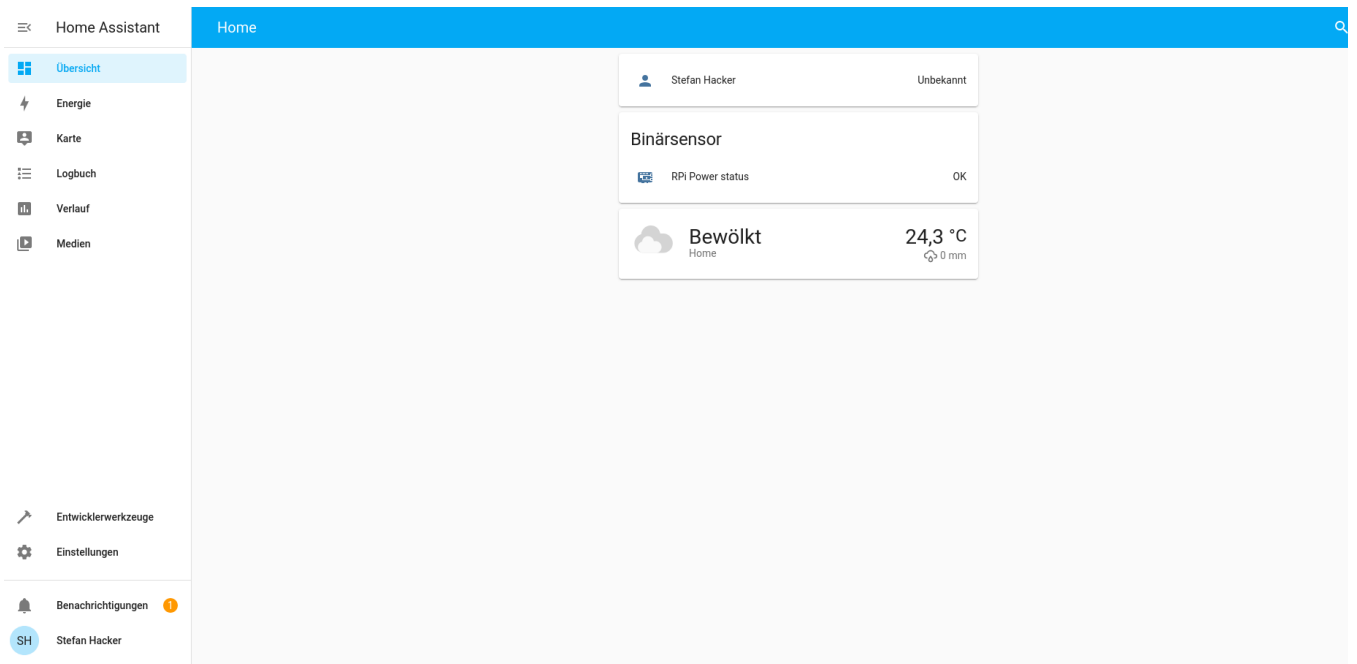 Home Assistant
Home
Übersicht
Energie
Karte
Logbuch
Verlauf
Medien
Entwicklerwerkzeuge
Einstellungen
Benachrichtigungen 1
SH Stefan Hacker
Stefan Hacker Unbekannt
Binärsensor
RPi Power status OK
Bewölkt 24,3 °C
Home 0 mm